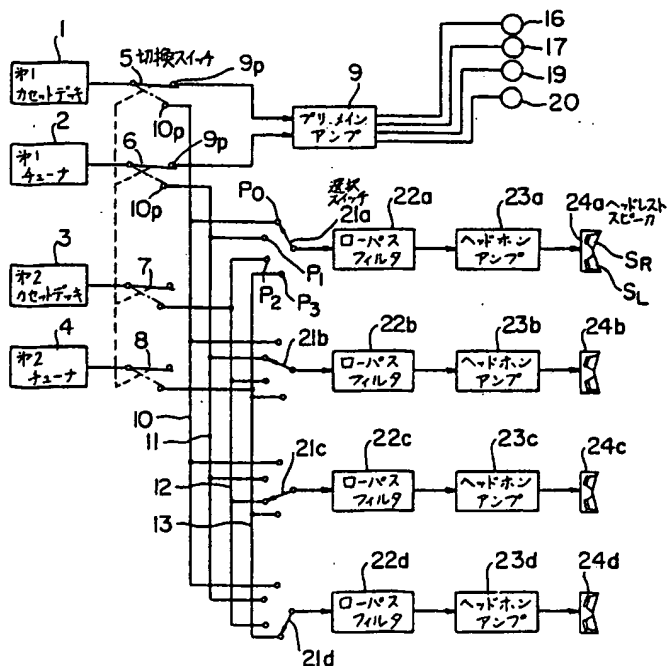 1
才1
カセットデッキ
5 切換スイッチ
9p
10p
2
才1
チューナ
6
9p
10p
9
プリ・メイン
アンプ
16
17
19
20
3
才2
カセットデッキ
7
4
才2
チューナ
8
P0
P1
P2
P3
選択
スイッチ
21a
22a
ローパス
フィルタ
23a
ヘッドホン
アンプ
24a ヘッドレスト
スピーカ
SR
SL
21b
22b
ローパス
フィルタ
23b
ヘッドホン
アンプ
24b
10
11
12
13
21c
22c
ローパス
フィルタ
23c
ヘッドホン
アンプ
24c
21d
22d
ローパス
フィルタ
23d
ヘッドホン
アンプ
24d